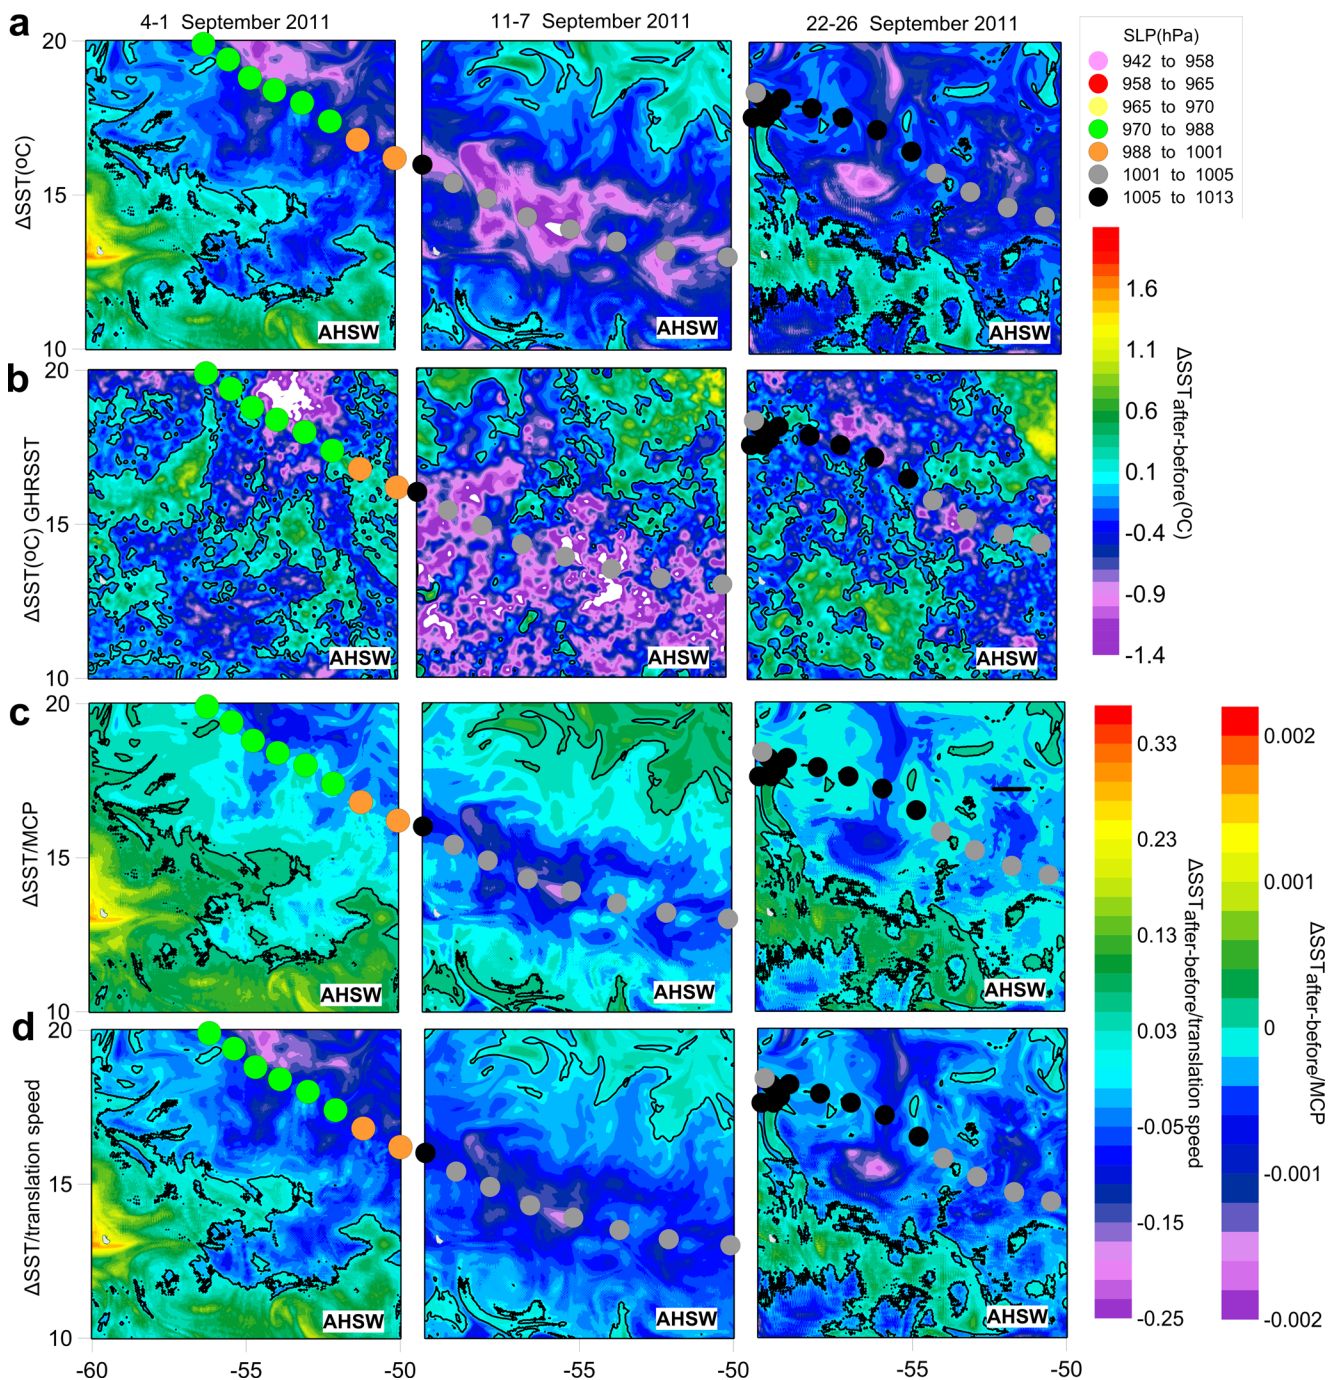 a
4-1 September 2011
11-7 September 2011
22-26 September 2011
SLP(hPa)
942 to 958
958 to 965
965 to 970
970 to 988
988 to 1001
1001 to 1005
1005 to 1013
20
15
10
ΔSST(ºC)
AHSW
AHSW
AHSW
1.6
1.1
0.6
0.1
-0.4
-0.9
-1.4
ΔSSTafter-before(ºC)
b
20
15
10
ΔSST(ºC) GHRSST
AHSW
AHSW
AHSW
c
20
15
10
ΔSST/MCP
AHSW
AHSW
AHSW
0.33
0.23
0.13
0.03
-0.05
-0.15
-0.25
ΔSSTafter-before/translation speed
0.002
0.001
0
-0.001
-0.002
ΔSSTafter-before/MCP
d
20
15
10
ΔSST/translation speed
AHSW
AHSW
AHSW
-60
-55
-50
-55
-50
-55
-50